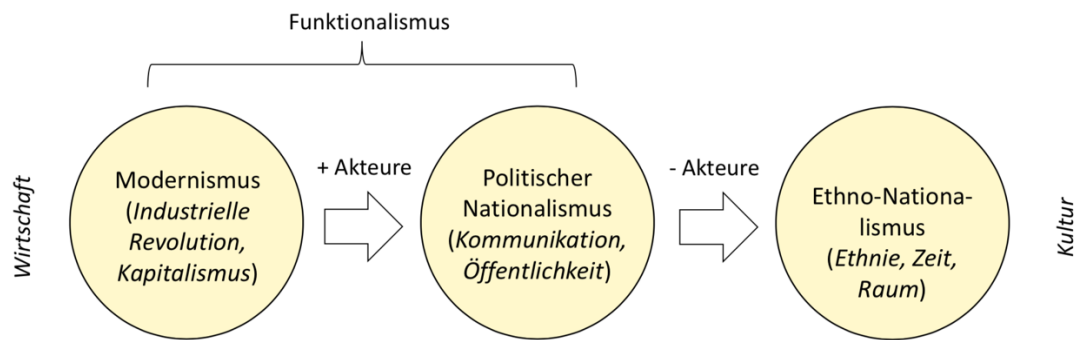 Funktionalismus
Wirtschaft
Modernismus
(Industrielle
Revolution,
Kapitalismus)
+ Akteure
Politischer
Nationalismus
(Kommunikation,
Öffentlichkeit)
- Akteure
Ethno-Nationa-
lismus
(Ethnie, Zeit,
Raum)
Kultur